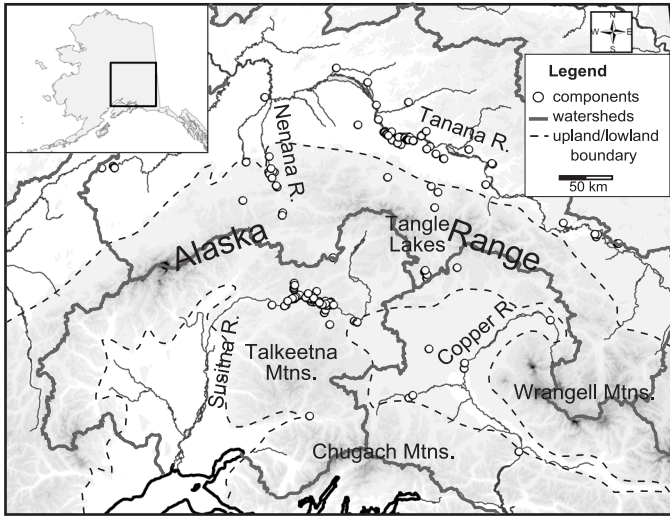 N
W E
S
Legend
components
watersheds
upland/lowland
boundary
50 km
Nenana R.
Tanana R.
Alaska
Range
Tangle
Lakes
Susitna R.
Talkeetna
Mtns.
Copper R.
Wrangell Mtns.
Chugach Mtns.